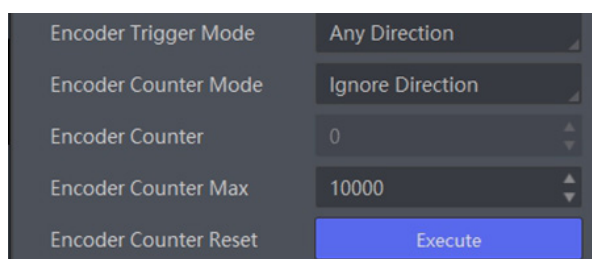 Encoder Trigger Mode Any Direction
Encoder Counter Mode Ignore Direction
Encoder Counter 0
Encoder Counter Max 10000
Encoder Counter Reset Execute